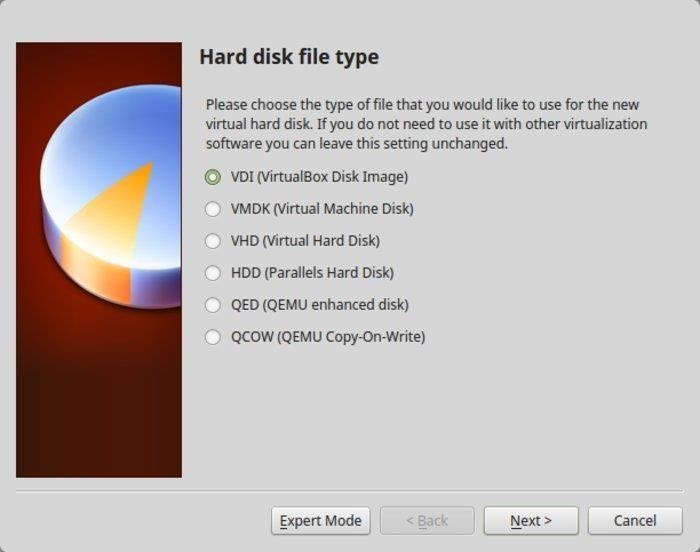 Hard disk file type
Please choose the type of file that you would like to use for the new
virtual hard disk. If you do not need to use it with other virtualization
software you can leave this setting unchanged.
VDI (VirtualBox Disk Image)
VMDK (Virtual Machine Disk)
VHD (Virtual Hard Disk)
HDD (Parallels Hard Disk)
QED (QEMU enhanced disk)
QCOW (QEMU Copy-On-Write)
Expert Mode < Back Next > Cancel